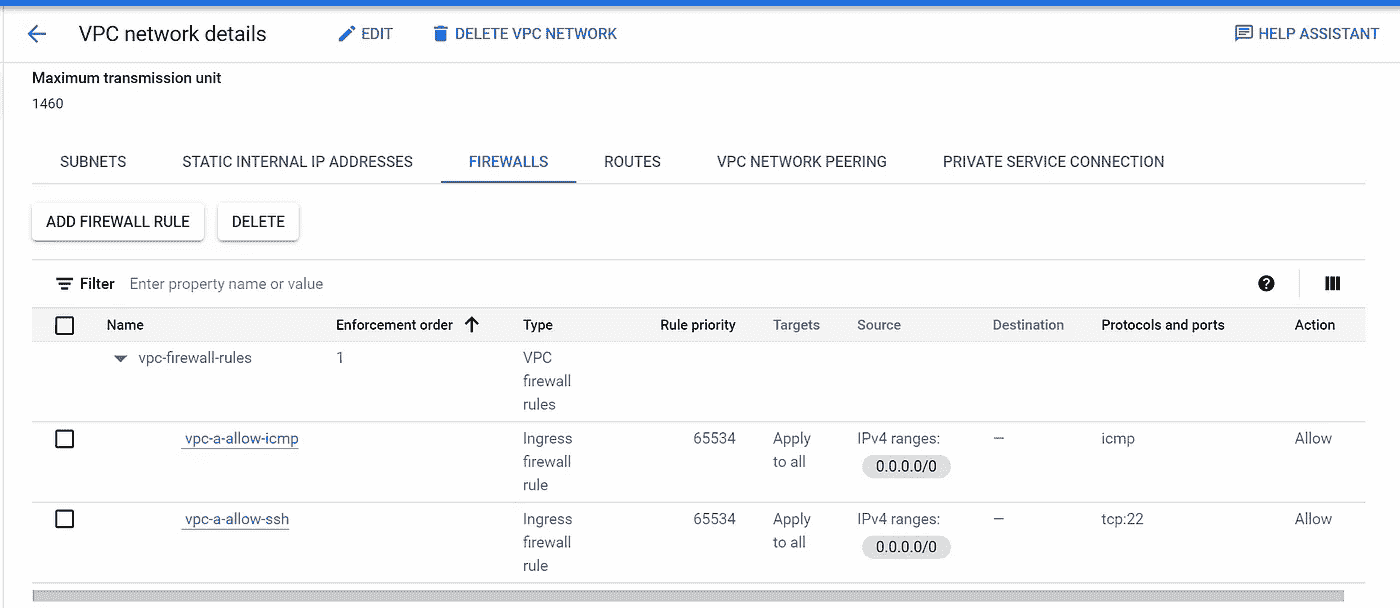 VPC network details EDIT DELETE VPC NETWORK HELP ASSISTANT
Maximum transmission unit
1460
SUBNETS STATIC INTERNAL IP ADDRESSES FIREWALLS ROUTES VPC NETWORK PEERING PRIVATE SERVICE CONNECTION
ADD FIREWALL RULE DELETE
Filter Enter property name or value
Name Enforcement order Type Rule priority Targets Source Destination Protocols and ports Action
vpc-firewall-rules 1 VPC
firewall
rules
vpc-a-allow-icmp Ingress 65534 Apply IPv4 ranges: — icmp Allow
firewall to all 0.0.0.0/0
rule
vpc-a-allow-ssh Ingress 65534 Apply IPv4 ranges: — tcp:22 Allow
firewall to all 0.0.0.0/0
rule